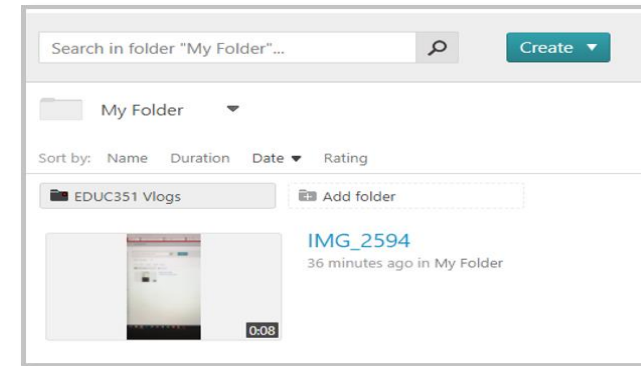 Search in folder "My Folder"...
Create
My Folder
Sort by: Name Duration Date Rating
EDUC351 Vlogs
Add folder
IMG_2594
36 minutes ago in My Folder
0:08